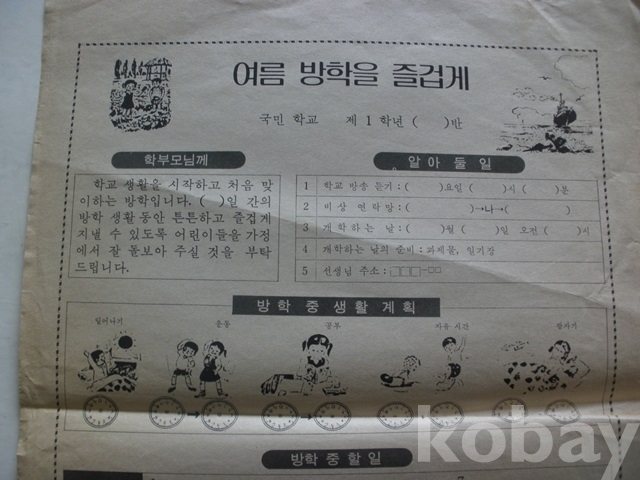 여름 방학을 즐겁게
국민 학교 제 1 학년 ( )반
학부모님께
학교 생활을 시작하고 처음 맞
이하는 방학입니다. ( )일 간의
방학 생활 동안 튼튼하고 즐겁게
지낼 수 있도록 어린이들을 가정
에서 잘 돌보아 주실 것을 부탁
드립니다.
알아 둘 일
1 학교 방송 듣기 : ( )요일 ( )시 ( )분
2 비상 연락망 : ( )→나→( )
3 개학하는 날 : ( )월 ( )일 오전 ( )시
4 개학하는 날의 준비 : 과제물, 일기장
5 선생님 주소 : □□□-□□
방학 중 생활 계획
일어나기 운동 공부 자유 시간 잠자기
방학 중 할 일
kobay